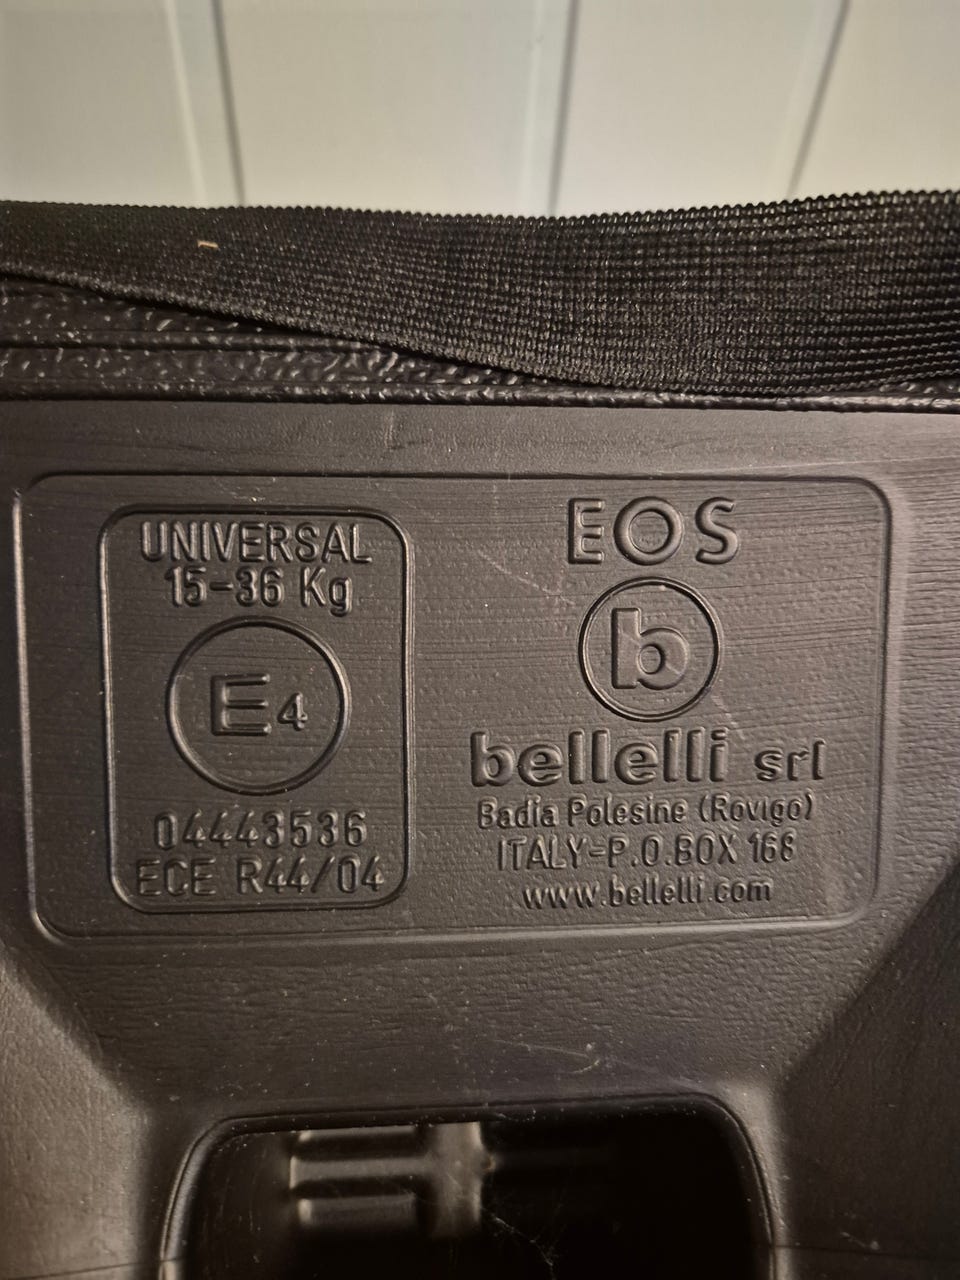 UNIVERSAL
15-36 Kg
E4
04443536
ECE R44/04
EOS
b
bellelli srl
Badia Polesine (Rovigo)
ITALY-P.O.BOX 168
www.bellelli.com